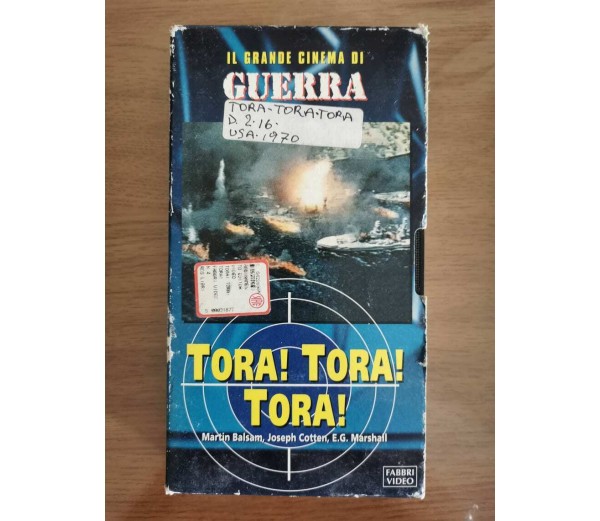 IL GRANDE CINEMA DI
GUERRA
TORA-TORA-TORA
D. 2.16.
USA.1970
TORA! TORA!
TORA!
Martin Balsam, Joseph Cotten, E.G. Marshall
FABBRI
VIDEO